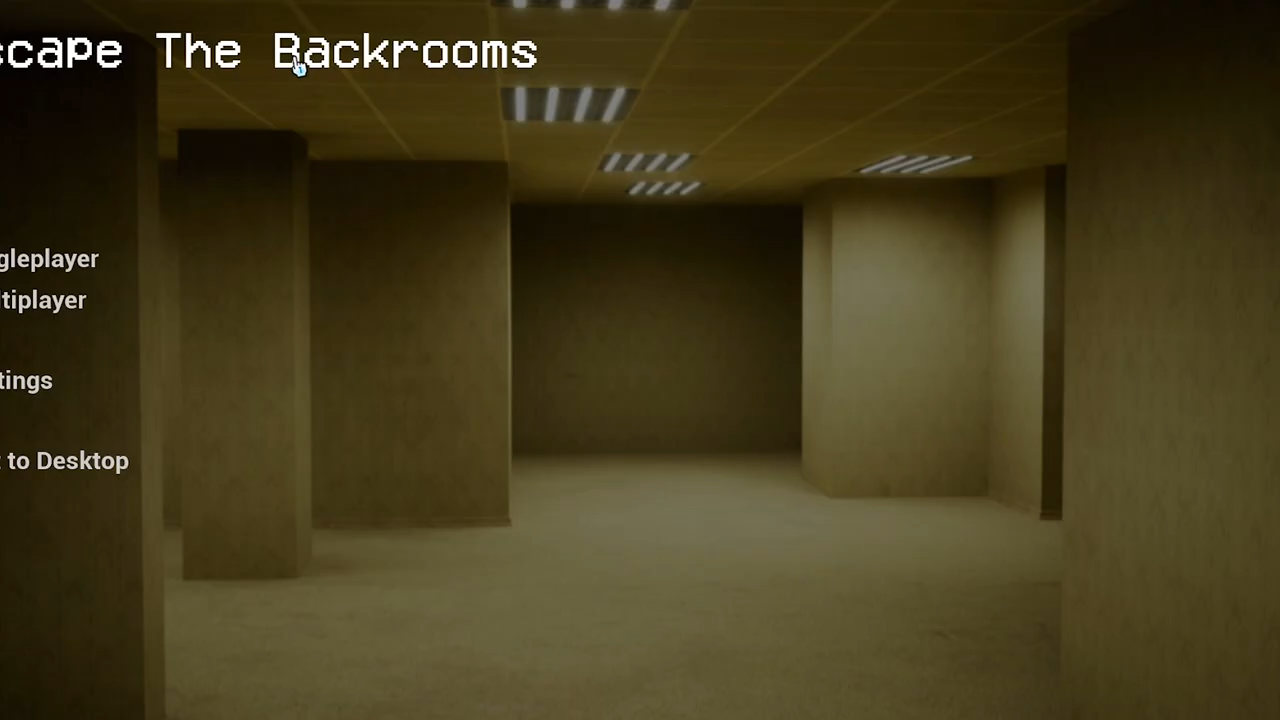 scape The Backrooms
gleplayer
tiplayer
tings
to Desktop